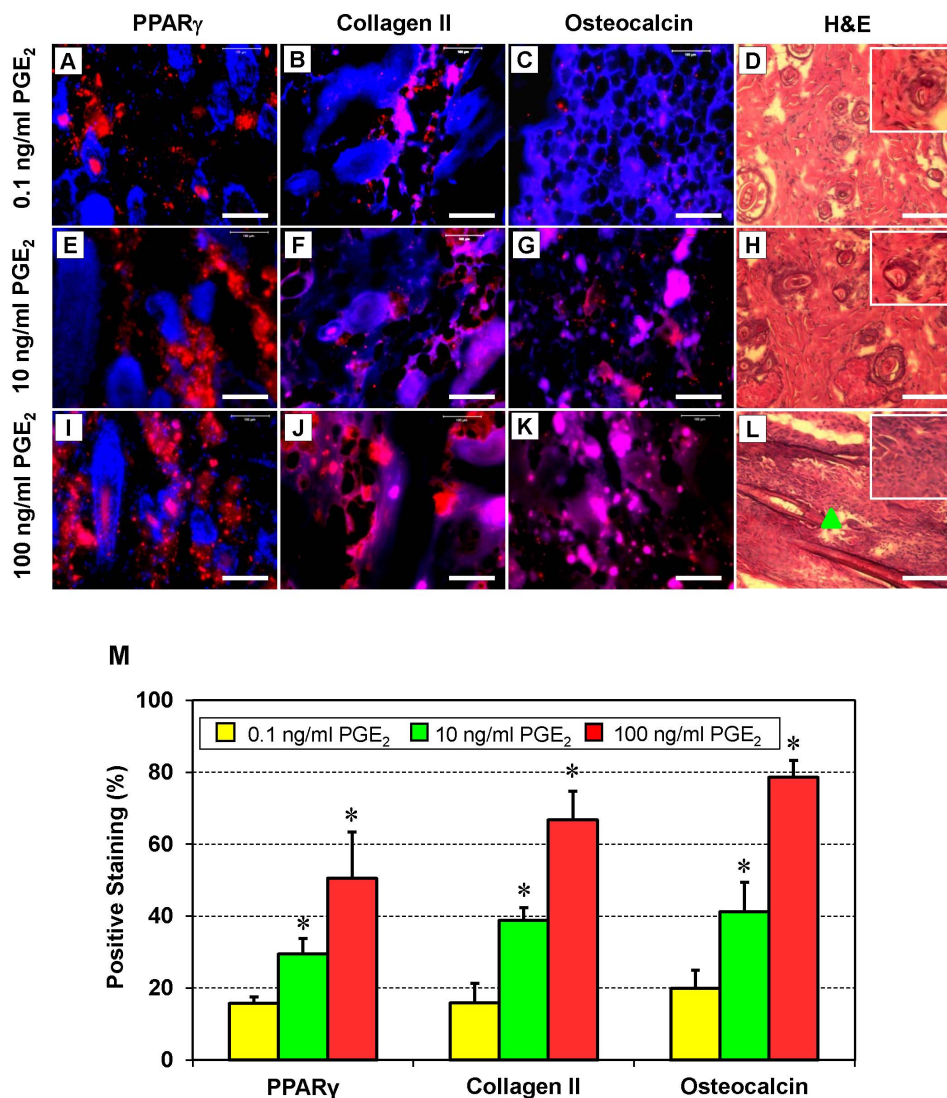 PPARγ Collagen II Osteocalcin H&E
0.1 ng/ml PGE₂
A B C D
10 ng/ml PGE₂
E F G H
100 ng/ml PGE₂
I J K L
M
100
80
60
40
20
0
Positive Staining (%)
0.1 ng/ml PGE₂ 10 ng/ml PGE₂ 100 ng/ml PGE₂
* * * * * *
PPARγ Collagen II Osteocalcin